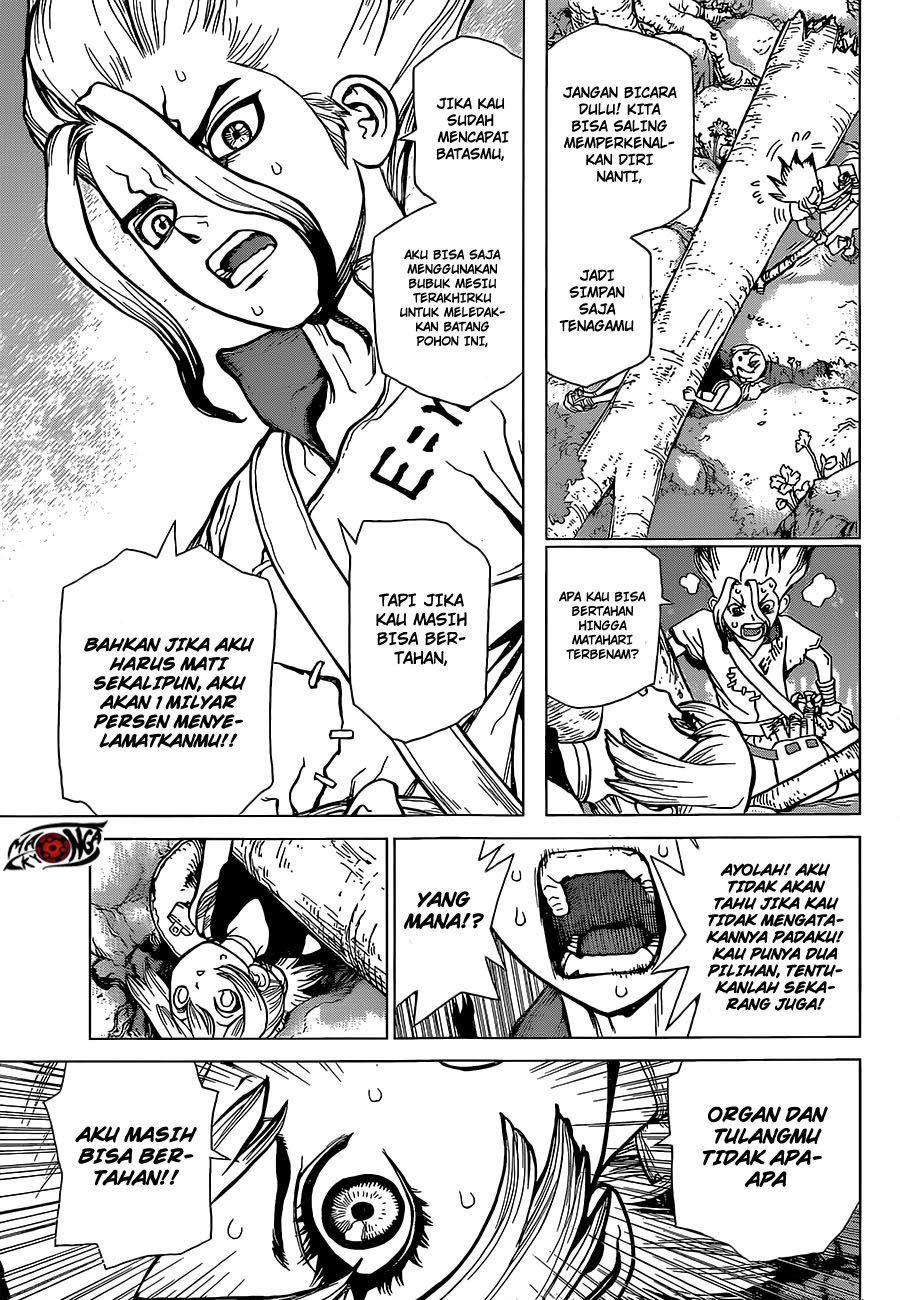 JANGAN BICARA
DULU! KITA
BISA SALING
MEMPERKENAL-
KAN DIRI
NANTI,
JADI
SIMPAN
SAJA
TENAGAMU
APA KAU BISA
BERTAHAN
HINGGA
MATAHARI
TERBENAM?
JIKA KAU
SUDAH
MENCAPAI
BATASMU,
AKU BISA SAJA
MENGGUNAKAN
BUBUK MESIU
TERAKHIRKU
UNTUK MELEDAK-
KAN BATANG
POHON INI,
E=
TAPI JIKA
KAU MASIH
BISA BER-
TAHAN,
BAHKAN JIKA AKU
HARUS MATI
SEKALIPUN, AKU
AKAN 1 MILYAR
PERSEN MENYE-
LAMATKANMU!!
AYOLAH! AKU
TIDAK AKAN
TAHU JIKA KAU
TIDAK MENGATA-
KANNYA PADAKU!
KAU PUNYA DUA
PILIHAN, TENTU-
KANLAH SEKA-
RANG JUGA!
YANG
MANA!?
ORGAN DAN
TULANGMU
TIDAK APA-
APA
AKU MASIH
BISA BER-
TAHAN!!